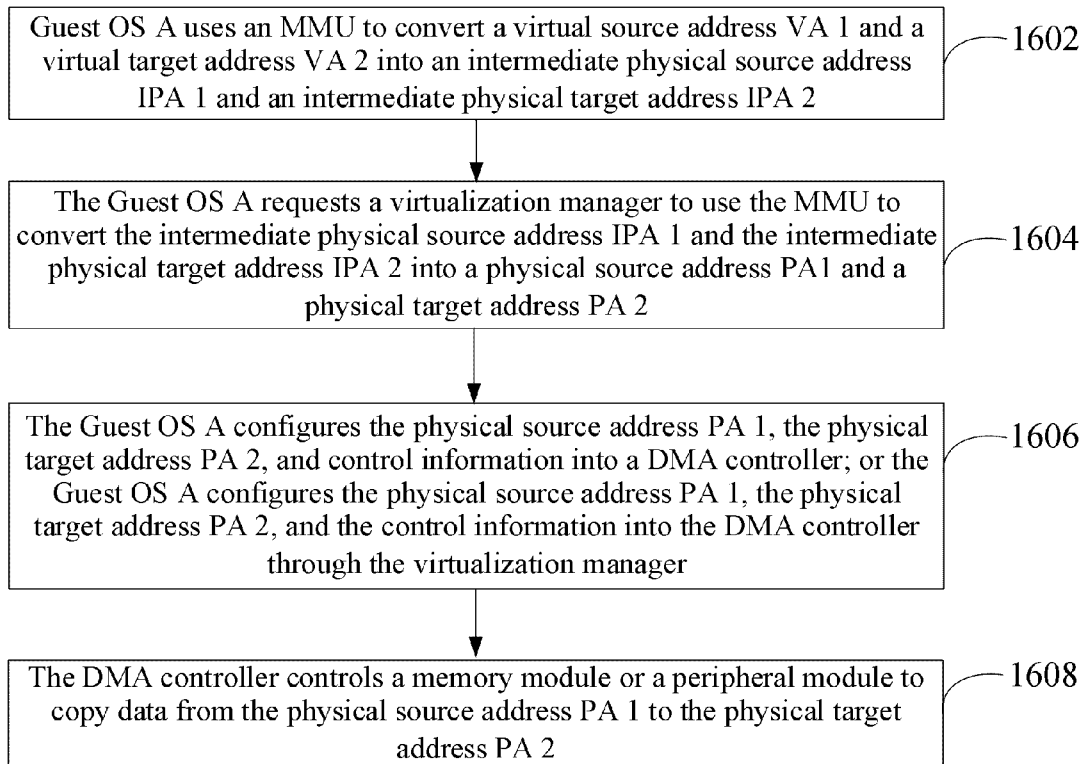 Guest OS A uses an MMU to convert a virtual source address VA 1 and a
virtual target address VA 2 into an intermediate physical source address
IPA 1 and an intermediate physical target address IPA 2
1602
The Guest OS A requests a virtualization manager to use the MMU to
convert the intermediate physical source address IPA 1 and the intermediate
physical target address IPA 2 into a physical source address PA1 and a
physical target address PA 2
1604
The Guest OS A configures the physical source address PA 1, the physical
target address PA 2, and control information into a DMA controller; or the
Guest OS A configures the physical source address PA 1, the physical
target address PA 2, and the control information into the DMA controller
through the virtualization manager
1606
The DMA controller controls a memory module or a peripheral module to
copy data from the physical source address PA 1 to the physical target
address PA 2
1608